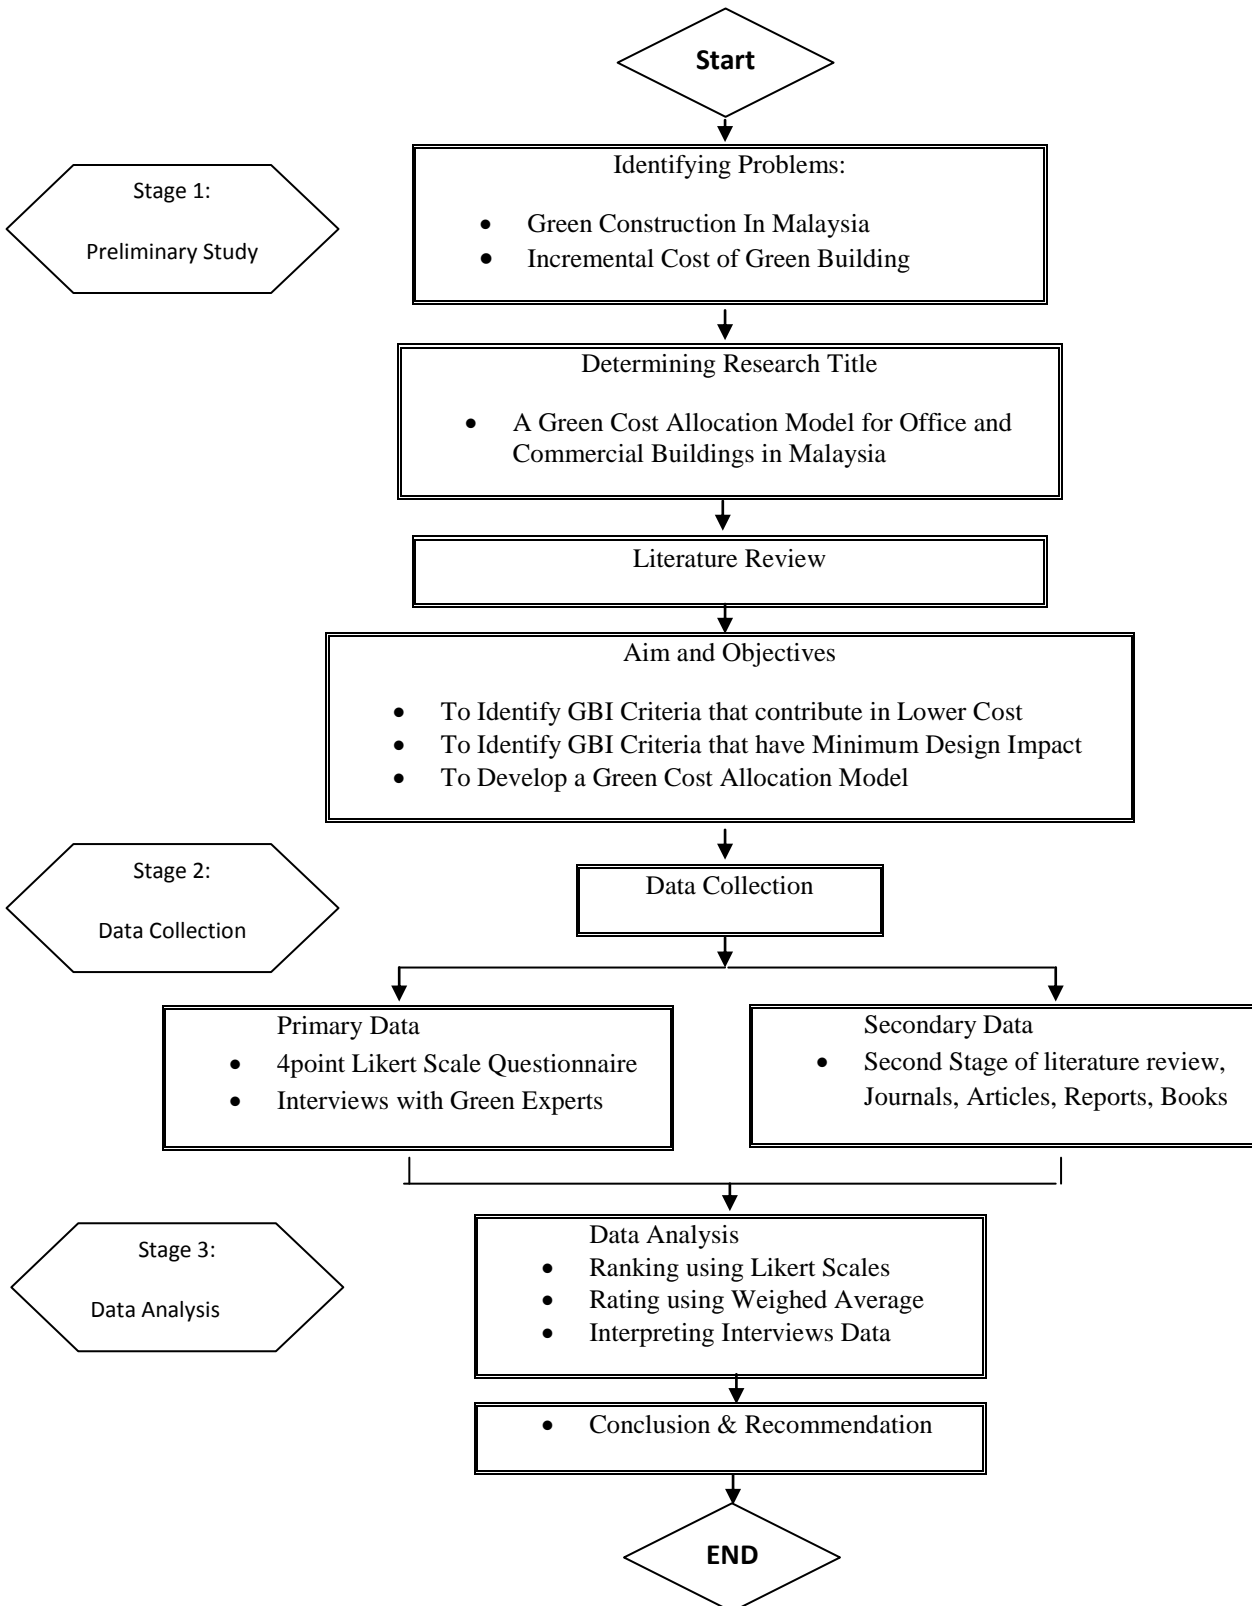 Start
Stage 1:
Preliminary Study
Identifying Problems:
• Green Construction In Malaysia
• Incremental Cost of Green Building
Determining Research Title
• A Green Cost Allocation Model for Office and
Commercial Buildings in Malaysia
Literature Review
Aim and Objectives
• To Identify GBI Criteria that contribute in Lower Cost
• To Identify GBI Criteria that have Minimum Design Impact
• To Develop a Green Cost Allocation Model
Stage 2:
Data Collection
Data Collection
Primary Data
• 4point Likert Scale Questionnaire
• Interviews with Green Experts
Secondary Data
• Second Stage of literature review,
Journals, Articles, Reports, Books
Stage 3:
Data Analysis
Data Analysis
• Ranking using Likert Scales
• Rating using Weighed Average
• Interpreting Interviews Data
• Conclusion & Recommendation
END